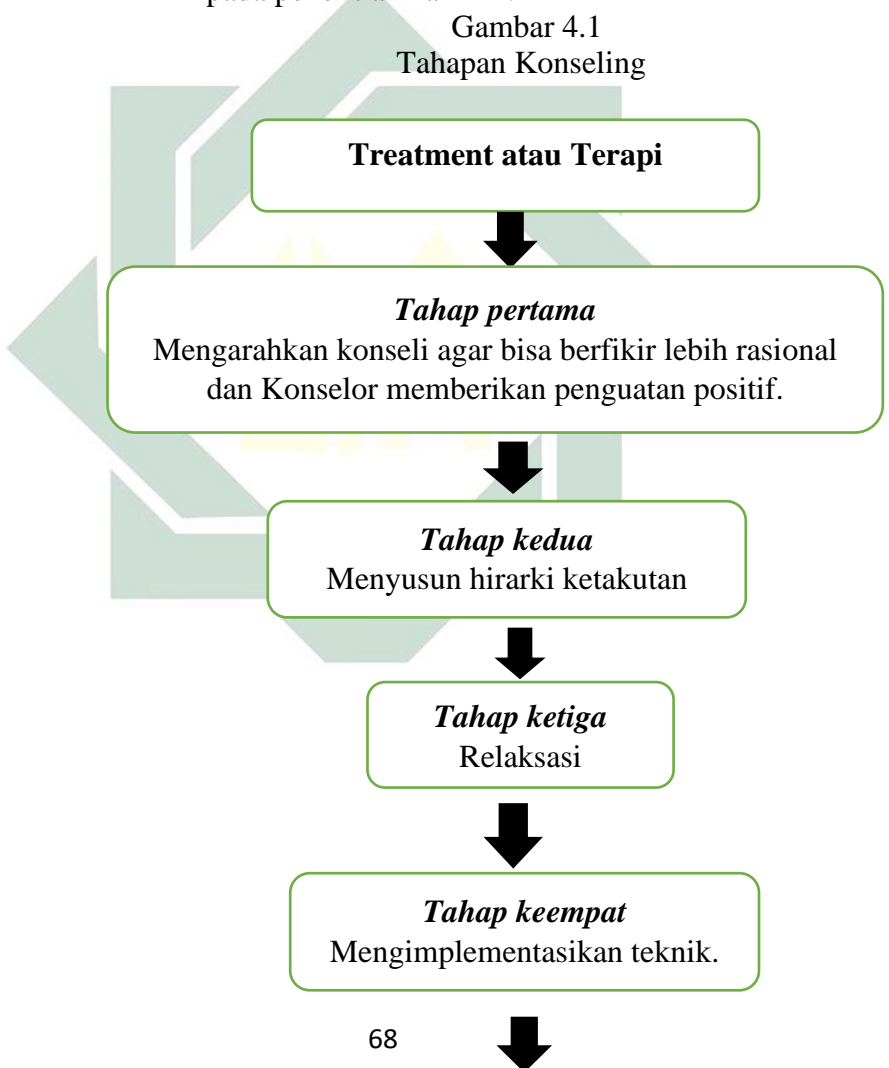 Gambar 4.1
Tahapan Konseling
Treatment atau Terapi
Tahap pertama
Mengarahkan konseli agar bisa berfikir lebih rasional
dan Konselor memberikan penguatan positif.
Tahap kedua
Menyusun hirarki ketakutan
Tahap ketiga
Relaksasi
Tahap keempat
Mengimplementasikan teknik.
68